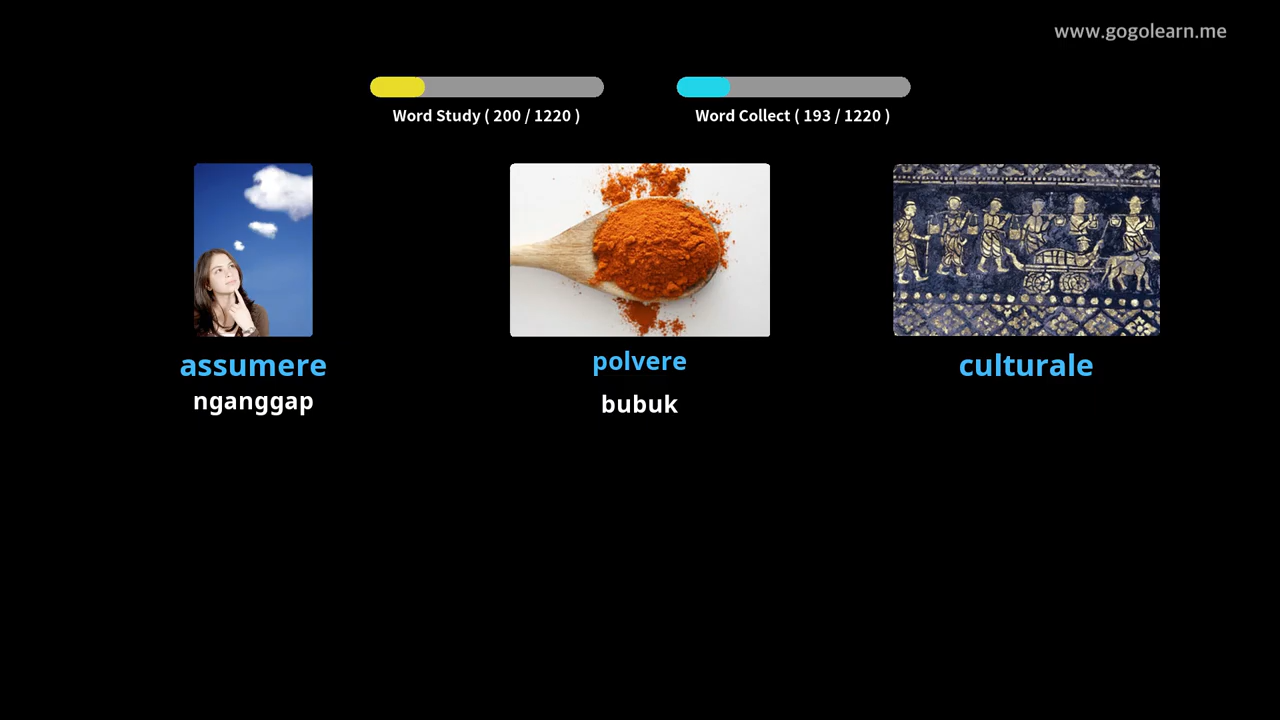 www.gogolearn.me
Word Study ( 200 / 1220 )
Word Collect ( 193 / 1220 )
assumere
nganggap
polvere
bubuk
culturale